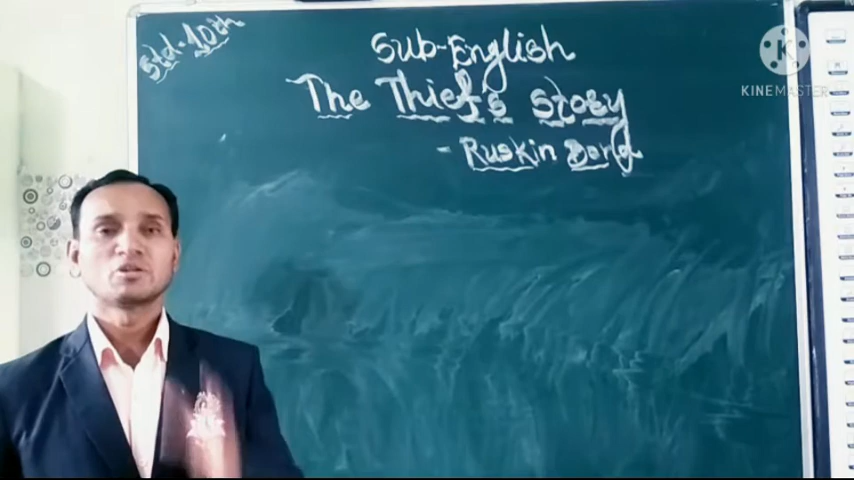 Std-10th
Sub-English
The Thief's Story
- Ruskin Bond
KINEMASTER